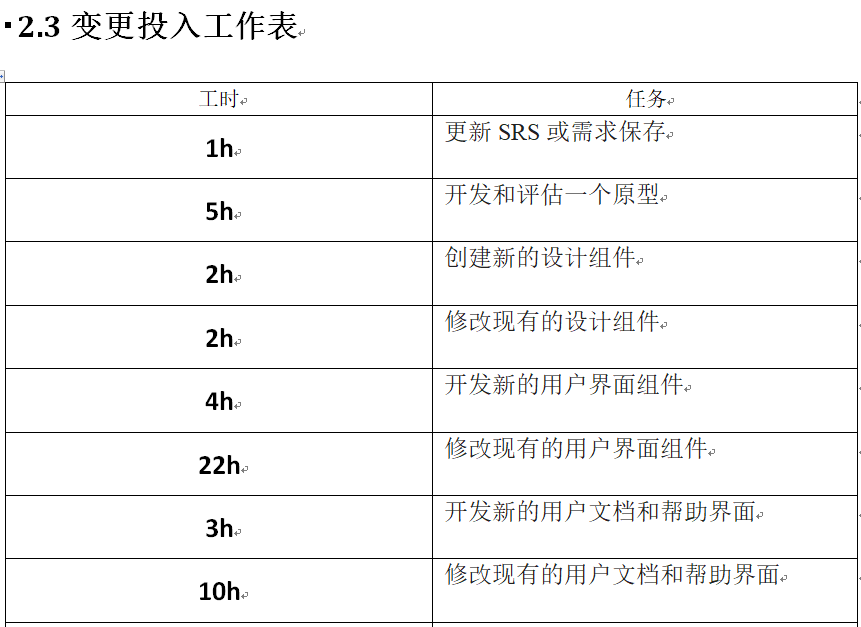 2.3 变更投入工作表
工时 任务
1h 更新 SRS 或需求保存
5h 开发和评估一个原型
2h 创建新的设计组件
2h 修改现有的设计组件
4h 开发新的用户界面组件
22h 修改现有的用户界面组件
3h 开发新的用户文档和帮助界面
10h 修改现有的用户文档和帮助界面